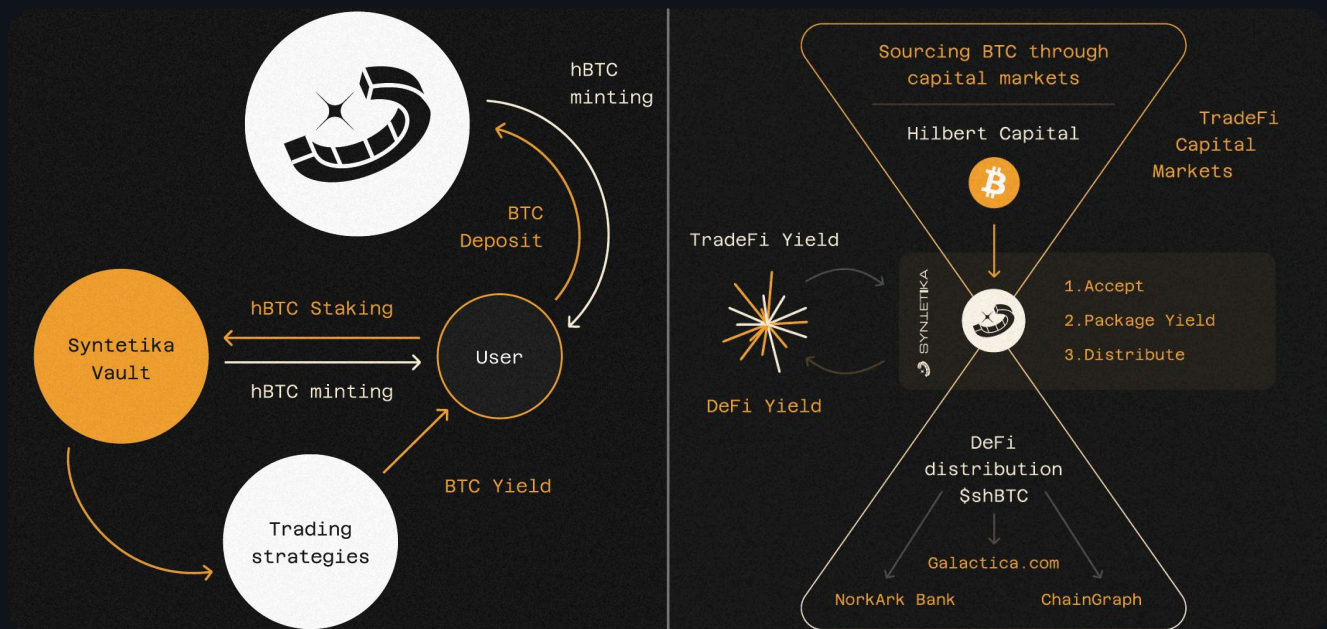 hBTC
minting
BTC
Deposit
hBTC Staking
Syntetika
Vault
User
hBTC minting
BTC Yield
Trading
strategies
Sourcing BTC through
capital markets
Hilbert Capital
TradeFi
Capital
Markets
TradeFi Yield
DeFi Yield
SYNTETIKA
1.Accept
2.Package Yield
3.Distribute
DeFi
distribution
$shBTC
Galactica.com
NorkArk Bank
ChainGraph